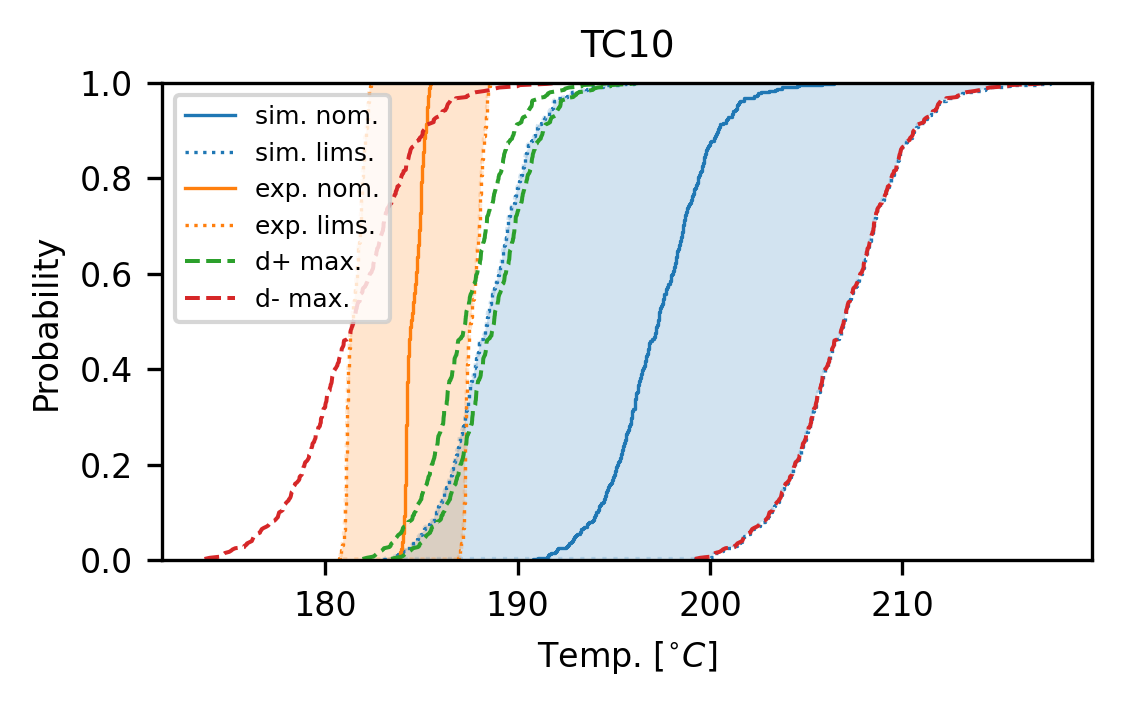 TC10
1.0
0.8
0.6
0.4
0.2
0.0
Probability
sim. nom.
sim. lims.
exp. nom.
exp. lims.
d+ max.
d- max.
180 190 200 210
Temp. [°C]